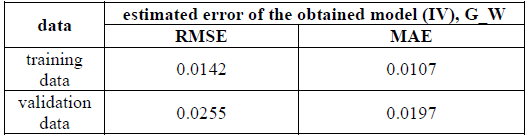 data estimated error of the obtained model (IV), G_W
RMSE MAE
training data 0.0142 0.0107
validation data 0.0255 0.0197